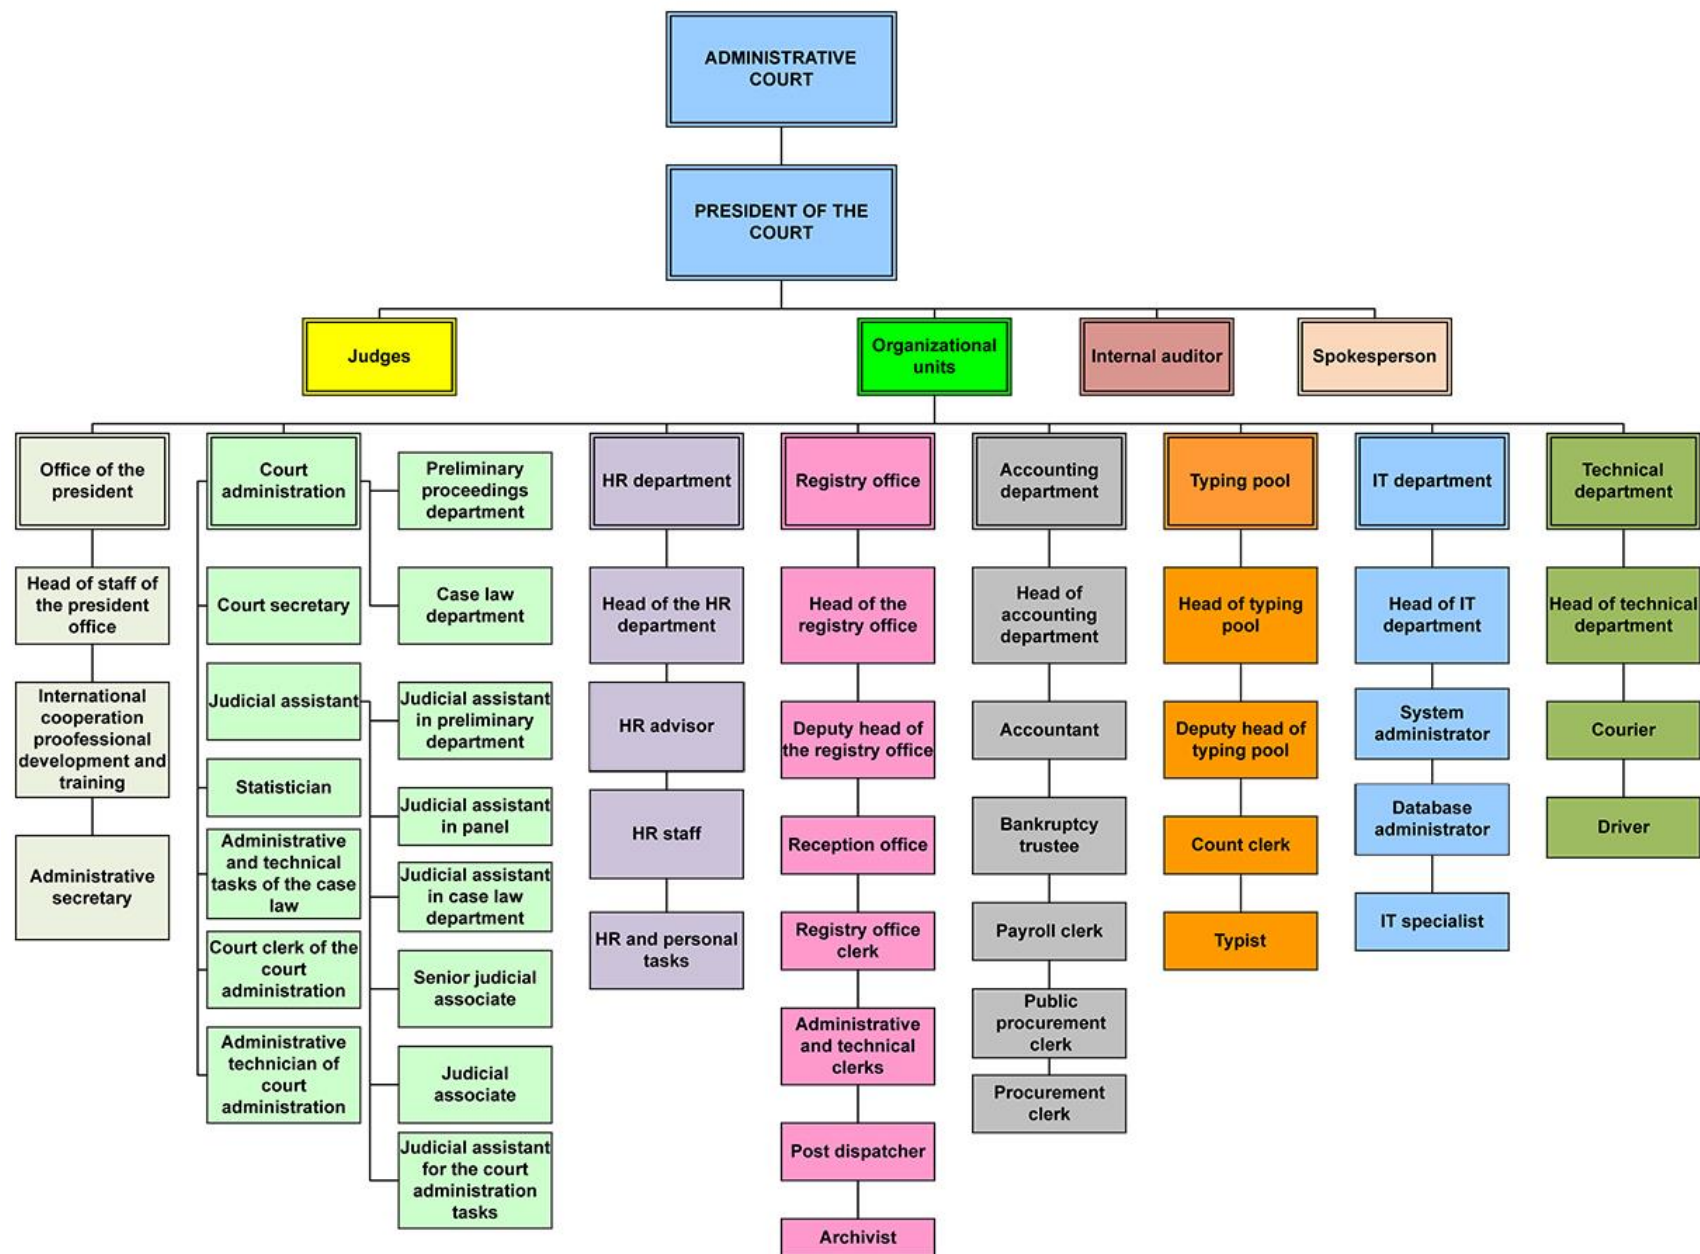 ADMINISTRATIVE
COURT
PRESIDENT OF THE
COURT
Judges
Organizational
units
Internal auditor
Spokesperson
Office of the
president
Head of staff of
the president
office
International
cooperation
proofessional
development and
training
Administrative
secretary
Court
administration
Court secretary
Judicial assistant
Statistician
Administrative
and technical
tasks of the case
law
Court clerk of the
court
administration
Administrative
technician of
court
administration
Preliminary
proceedings
department
Case law
department
Judicial assistant
in preliminary
department
Judicial assistant
in panel
Judicial assistant
in case law
department
Senior judicial
associate
Judicial
associate
Judicial assistant
for the court
administration
tasks
HR department
Head of the HR
department
HR advisor
HR staff
HR and personal
tasks
Registry office
Head of the
registry office
Deputy head of
the registry office
Reception office
Registry office
clerk
Administrative
and technical
clerks
Post dispatcher
Archivist
Accounting
department
Head of
accounting
department
Accountant
Bankruptcy
trustee
Payroll clerk
Public
procurement
clerk
Procurement
clerk
Typing pool
Head of typing
pool
Deputy head of
typing pool
Count clerk
Typist
IT department
Head of IT
department
System
administrator
Database
administrator
IT specialist
Technical
department
Head of technical
department
Courier
Driver